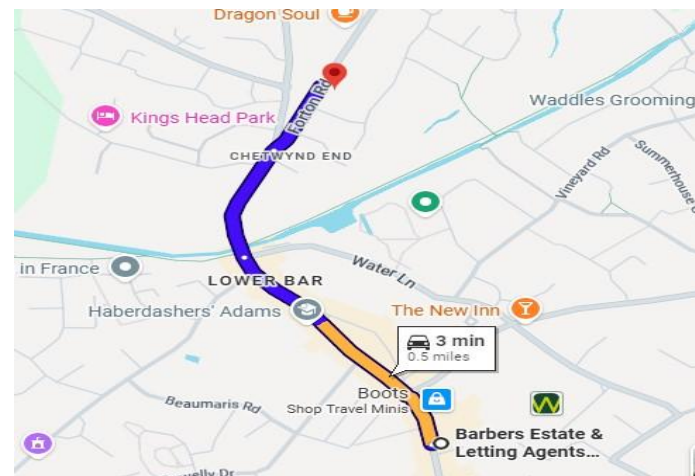 Dragon Soul
Waddles Grooming
Kings Head Park
Forton Rd
CHETWYND END
Vineyard Rd
Summerhouse
in France
LOWER BAR
Water Ln
Haberdashers' Adams
The New Inn
3 min
0.5 miles
Boots
Shop Travel Minis
Beaumaris Rd
Barbers Estate &
Letting Agents...
Dr